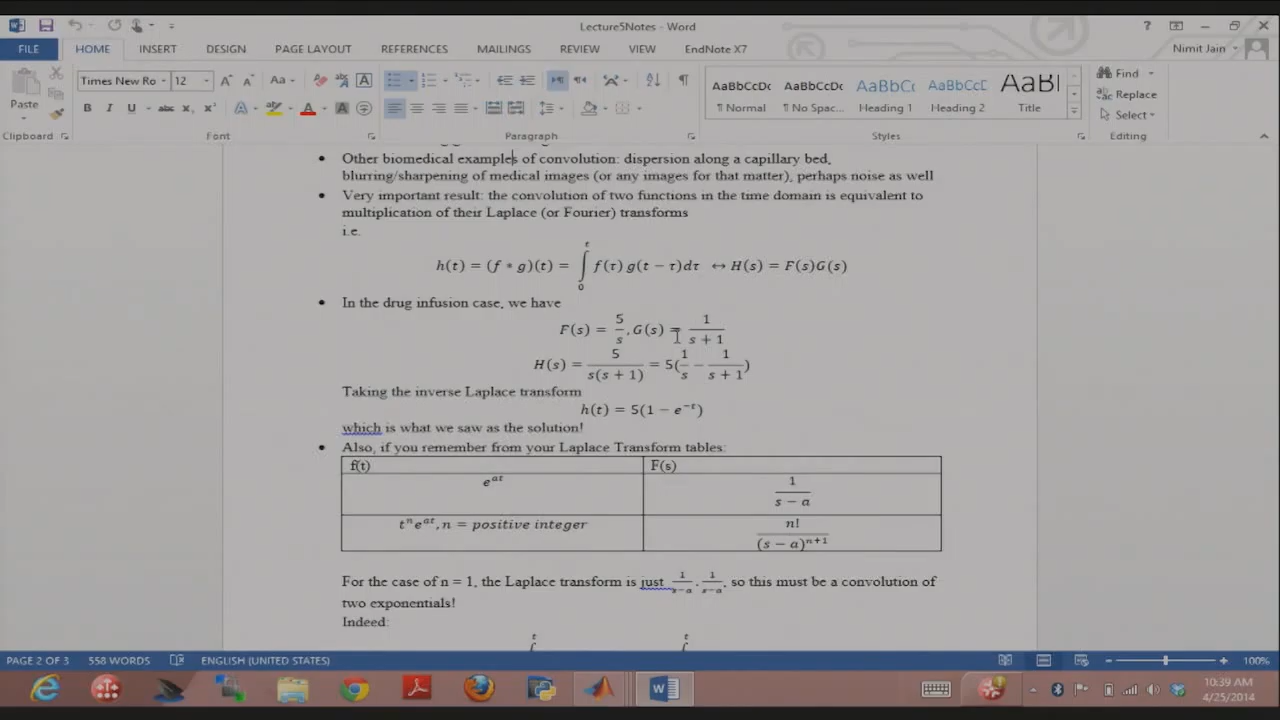 Lecture5Notes - Word
FILE HOME INSERT DESIGN PAGE LAYOUT REFERENCES MAILINGS REVIEW VIEW EndNote X7 Nimit Jain
Paste Times New Ro 12 Aa
B I U abc X₂ X² A
AaBbCcDc AaBbCcDc AaBbCc AaBbCcC AaBl
¶ Normal ¶ No Spac... Heading 1 Heading 2 Title
Find
Replace
Select
Clipboard Font Paragraph Styles Editing
• Other biomedical examples of convolution: dispersion along a capillary bed,
blurring/sharpening of medical images (or any images for that matter), perhaps noise as well
• Very important result: the convolution of two functions in the time domain is equivalent to
multiplication of their Laplace (or Fourier) transforms
i.e.
h(t) = (f * g)(t) = ∫₀ᵗ f(τ) g(t − τ)dτ ↔ H(s) = F(s)G(s)
• In the drug infusion case, we have
F(s) = 5/s, G(s) = 1/(s + 1)
H(s) = 5/(s(s + 1)) = 5(1/s − 1/(s + 1))
Taking the inverse Laplace transform
h(t) = 5(1 − e⁻ᵗ)
which is what we saw as the solution!
• Also, if you remember from your Laplace Transform tables:
f(t) F(s)
eᵃᵗ 1/(s − a)
tⁿeᵃᵗ, n = positive integer n!/(s − a)ⁿ⁺¹
For the case of n = 1, the Laplace transform is just 1/(s−a) . 1/(s−a), so this must be a convolution of
two exponentials!
Indeed:
t t
PAGE 2 OF 3 558 WORDS ENGLISH (UNITED STATES) 100%
10:39 AM
4/25/2014